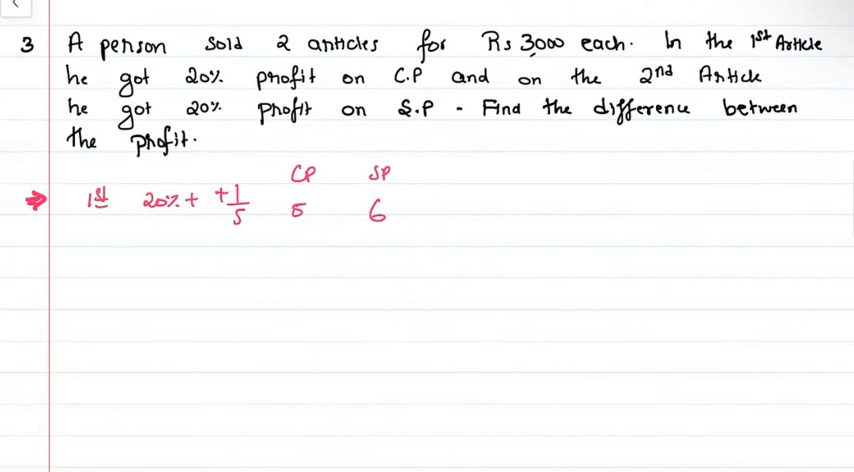 3 A person sold 2 articles for Rs 3,000 each. In the 1st Article
he got 20% profit on C.P and on the 2nd Article
he got 20% profit on S.P - Find the difference between
the profit.
CP SP
⇒ 1st 20% + +1/5 5 6